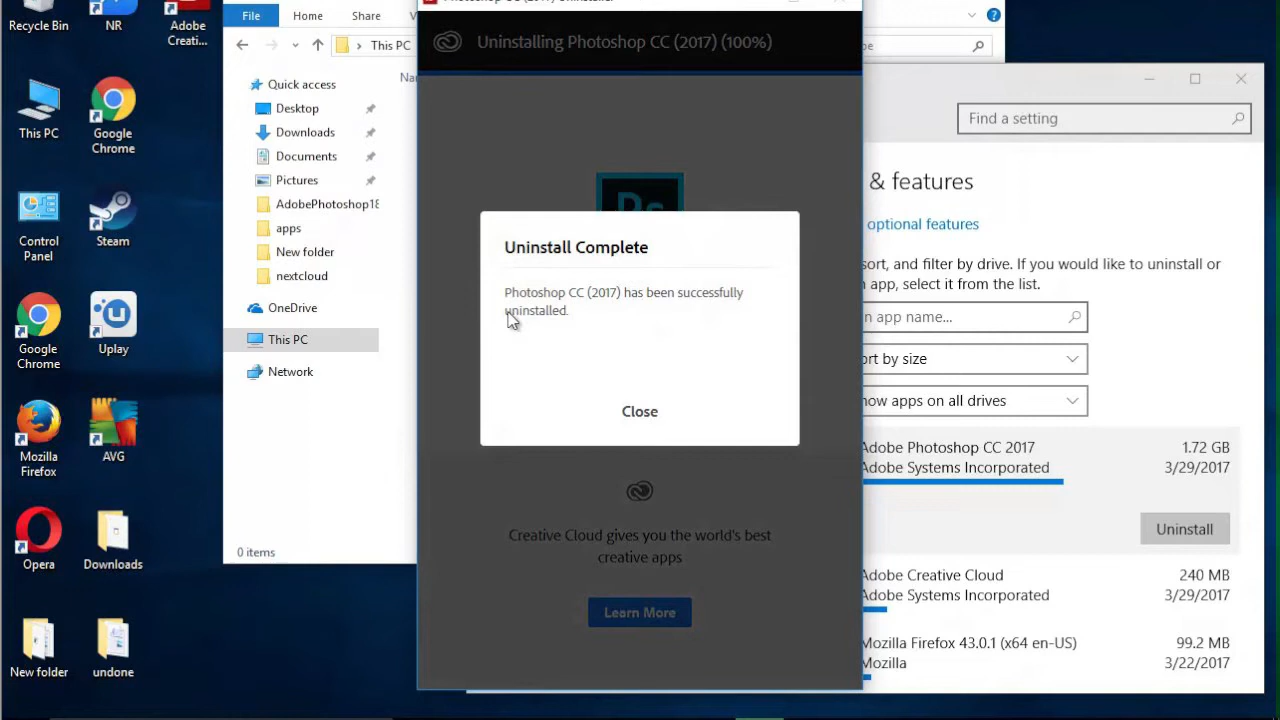 Recycle Bin
NR
Adobe
Creati...
This PC
Google
Chrome
Control
Panel
Steam
Google
Chrome
Uplay
Mozilla
Firefox
AVG
Opera
Downloads
New folder
undone
File
Home
Share
This PC
Quick access
Desktop
Downloads
Documents
Pictures
AdobePhotoshop18
apps
New folder
nextcloud
OneDrive
This PC
Network
0 items
Photoshop CC (2017) Uninstaller
Uninstalling Photoshop CC (2017) (100%)
Ps
Uninstall Complete
Photoshop CC (2017) has been successfully
uninstalled.
Close
Creative Cloud gives you the world's best
creative apps
Learn More
Find a setting
& features
optional features
sort, and filter by drive. If you would like to uninstall or
app, select it from the list.
app name...
by size
apps on all drives
Adobe Photoshop CC 2017
1.72 GB
Adobe Systems Incorporated
3/29/2017
Uninstall
Adobe Creative Cloud
240 MB
Adobe Systems Incorporated
3/29/2017
Mozilla Firefox 43.0.1 (x64 en-US)
99.2 MB
Mozilla
3/22/2017